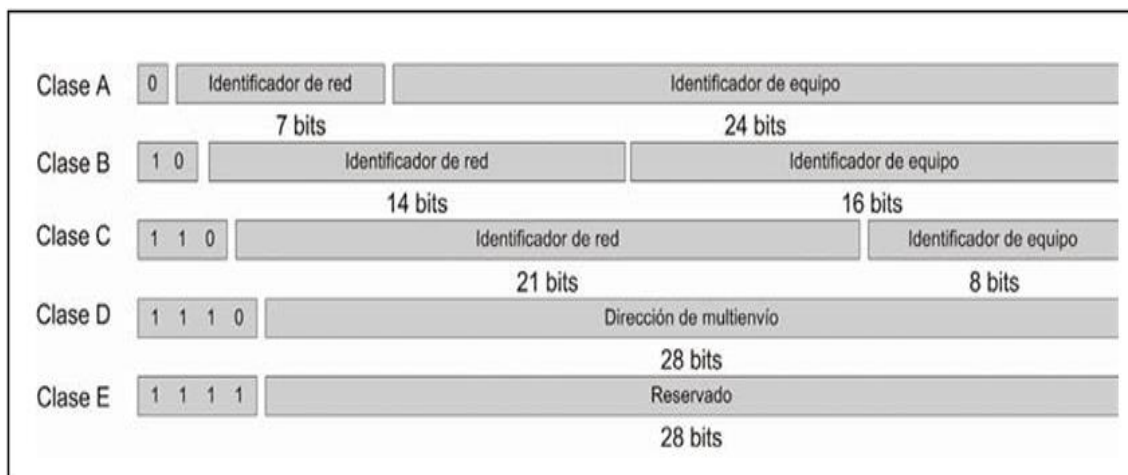 Clase A 0 Identificador de red Identificador de equipo
7 bits 24 bits
Clase B 1 0 Identificador de red Identificador de equipo
14 bits 16 bits
Clase C 1 1 0 Identificador de red Identificador de equipo
21 bits 8 bits
Clase D 1 1 1 0 Dirección de multienvío
28 bits
Clase E 1 1 1 1 Reservado
28 bits